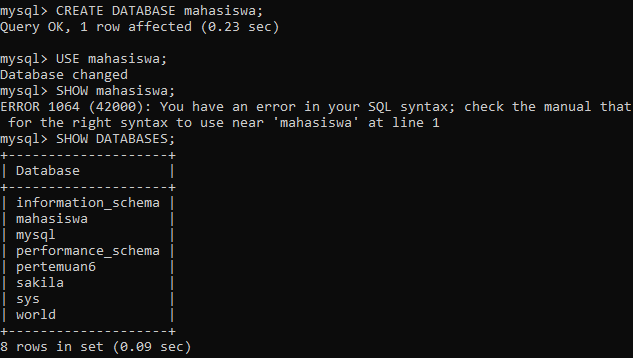 mysql> CREATE DATABASE mahasiswa;
Query OK, 1 row affected (0.23 sec)

mysql> USE mahasiswa;
Database changed
mysql> SHOW mahasiswa;
ERROR 1064 (42000): You have an error in your SQL syntax; check the manual that
 for the right syntax to use near 'mahasiswa' at line 1
mysql> SHOW DATABASES;
+--------------------+
| Database           |
+--------------------+
| information_schema |
| mahasiswa          |
| mysql              |
| performance_schema |
| pertemuan6         |
| sakila             |
| sys                |
| world              |
+--------------------+
8 rows in set (0.09 sec)